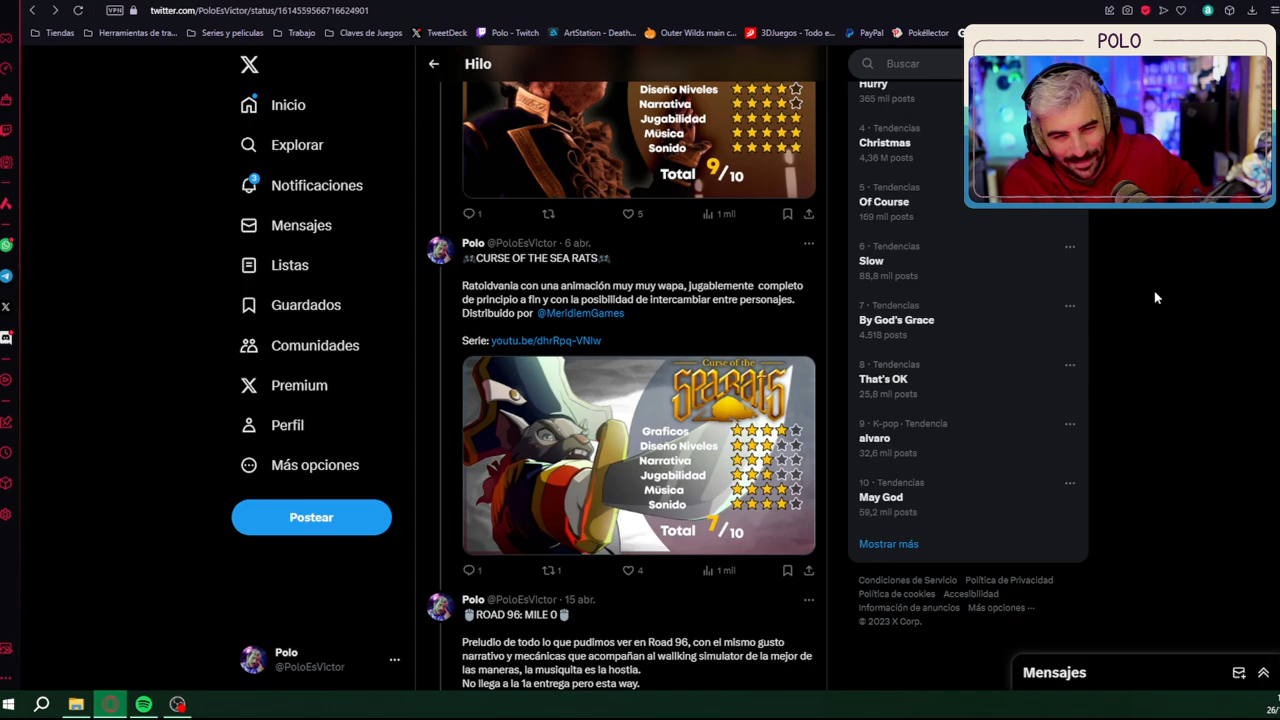 twitter.com/PoloEsVictor/status/1614559566716624901
VPN
Tiendas
Herramientas de tra...
Series y peliculas
Trabajo
Claves de Juegos
TweetDeck
Polo - Twitch
ArtStation - Death...
Outer Wilds main c...
3DJuegos - Todo el...
PayPal
Pokéllector
POLO
Inicio
Explorar
3
Notificaciones
Mensajes
Listas
Guardados
Comunidades
Premium
Perfil
Más opciones
Postear
Polo
@PoloEsVictor
Hilo
Diseño Niveles
Narrativa
Jugabilidad
Música
Sonido
Total 9/10
1
5
1 mil
Polo @PoloEsVictor · 6 abr.
CURSE OF THE SEA RATS
Ratoidvania con una animación muy muy wapa, jugablemente completo
de principio a fin y con la posibilidad de intercambiar entre personajes.
Distribuido por @MeridiemGames
Serie: youtu.be/dhrRpq-VNlw
Curse of the
SEA RATS
Graficos
Diseño Niveles
Narrativa
Jugabilidad
Música
Sonido
Total 7/10
1
1
4
1 mil
Polo @PoloEsVictor · 15 abr.
ROAD 96: MILE 0
Preludio de todo lo que pudimos ver en Road 96, con el mismo gusto
narrativo y mecánicas que acompañan al wallking simulator de la mejor de
las maneras, la musiquita es la hostia.
No llega a la 1a entrega pero esta way.
Buscar
Hurry
365 mil posts
4 · Tendencias
Christmas
4,36 M posts
5 · Tendencias
Of Course
169 mil posts
6 · Tendencias
Slow
88,8 mil posts
7 · Tendencias
By God's Grace
4.518 posts
8 · Tendencias
That's OK
25,8 mil posts
9 · K-pop · Tendencia
alvaro
32,6 mil posts
10 · Tendencias
May God
59,2 mil posts
Mostrar más
Condiciones de Servicio Política de Privacidad
Política de cookies Accesibilidad
Información de anuncios Más opciones ···
© 2023 X Corp.
Mensajes